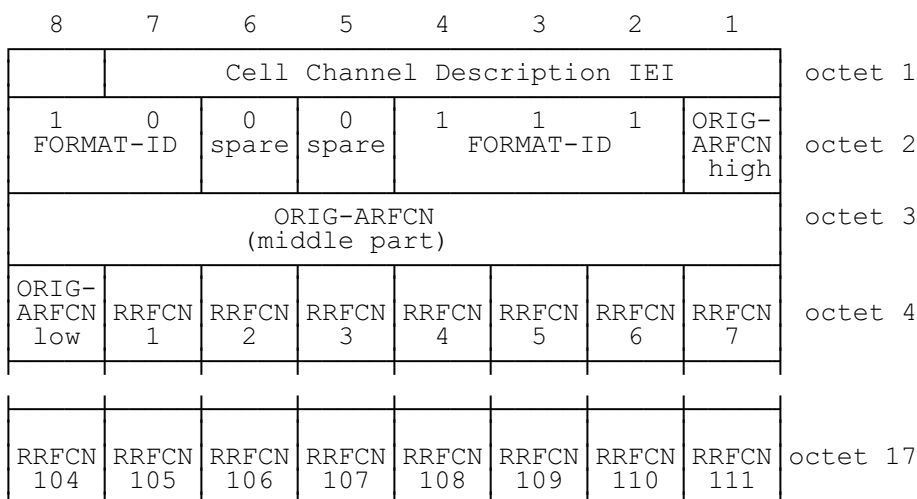 8 7 6 5 4 3 2 1
Cell Channel Description IEI octet 1
1 0 0 0 1 1 1 ORIG-
FORMAT-ID spare spare FORMAT-ID ARFCN octet 2
high
ORIG-ARFCN octet 3
(middle part)
ORIG-
ARFCN RRFCN RRFCN RRFCN RRFCN RRFCN RRFCN RRFCN octet 4
low 1 2 3 4 5 6 7
RRFCN RRFCN RRFCN RRFCN RRFCN RRFCN RRFCN RRFCN octet 17
104 105 106 107 108 109 110 111